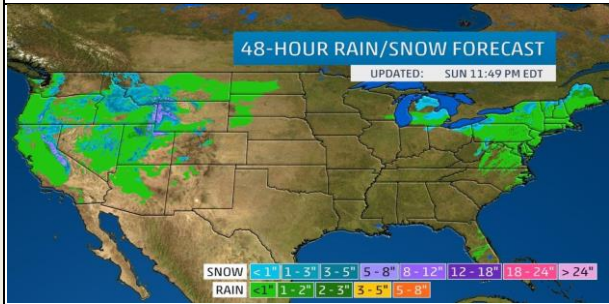 48-HOUR RAIN/SNOW FORECAST
UPDATED: SUN 11:49 PM EDT
SNOW <1" 1-3" 3-5" 5-8" 8-12" 12-18" 18-24" >24"
RAIN <1" 1-2" 2-3" 3-5" 5-8"